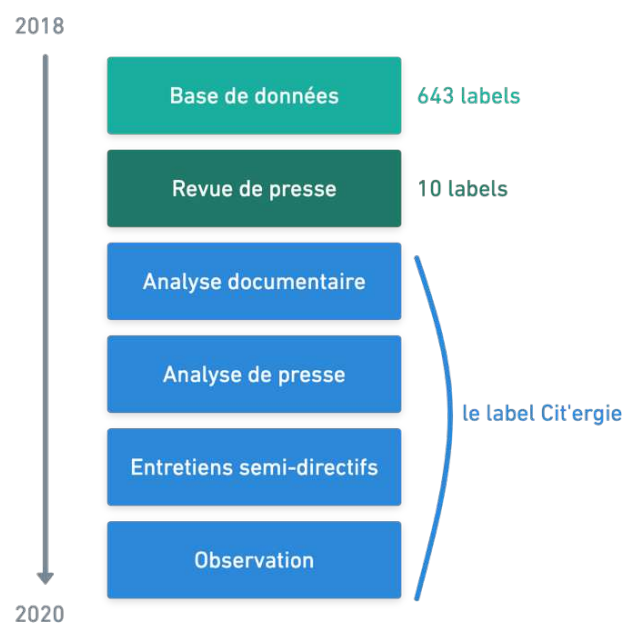 2018
Base de données
643 labels
Revue de presse
10 labels
Analyse documentaire
Analyse de presse
le label Cit'ergie
Entretiens semi-directifs
Observation
2020